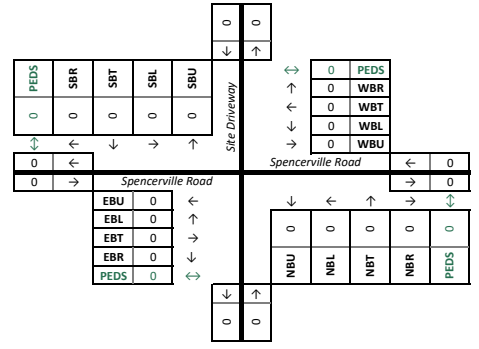 0 0
↓ ↑
PEDS SBR SBT SBL SBU
0 0 0 0 0
↕ ← ↓ → ↑
Site Driveway
↔ 0 PEDS
↑ 0 WBR
← 0 WBT
↓ 0 WBL
→ 0 WBU
0 ←
Spencerville Road
← 0
0 →
Spencerville Road
→ 0
EBU 0 ←
EBL 0 ↑
EBT 0 →
EBR 0 ↓
PEDS 0 ↔
↓ ← ↑ → ↕
0 0 0 0 0
NBU NBL NBT NBR PEDS
↓ ↑
0 0